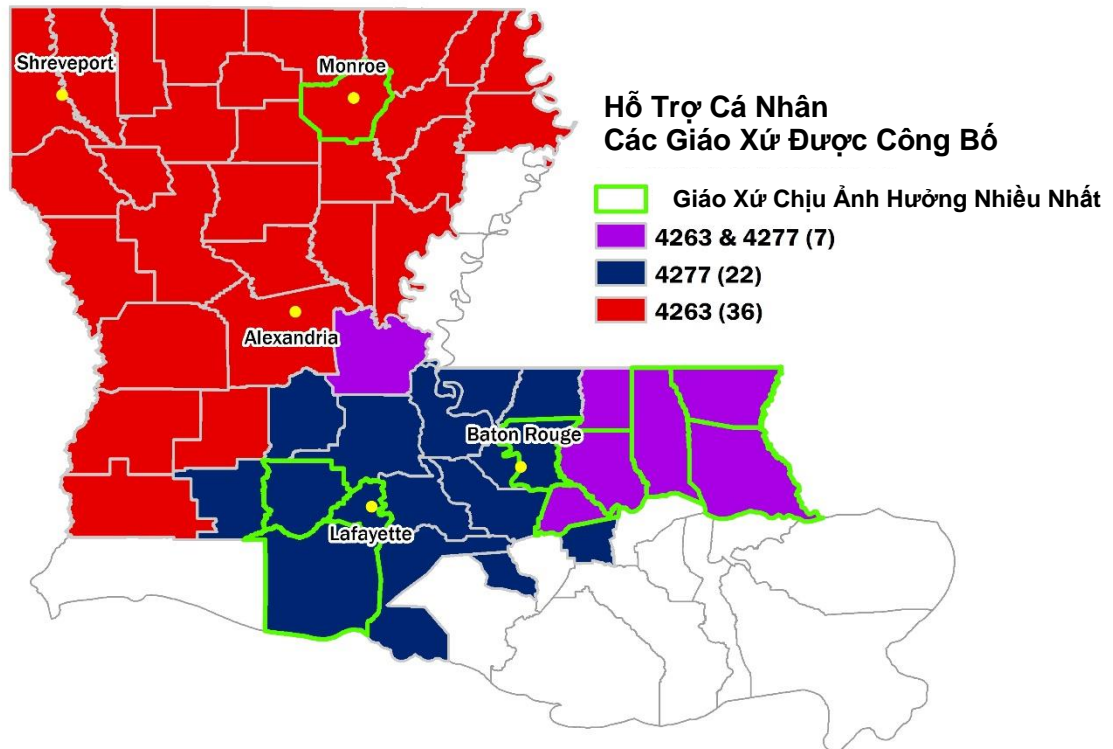 Shreveport
Monroe
Hỗ Trợ Cá Nhân
Các Giáo Xứ Được Công Bố
Giáo Xứ Chịu Ảnh Hưởng Nhiều Nhất
4263 & 4277 (7)
4277 (22)
4263 (36)
Alexandria
Baton Rouge
Lafayette